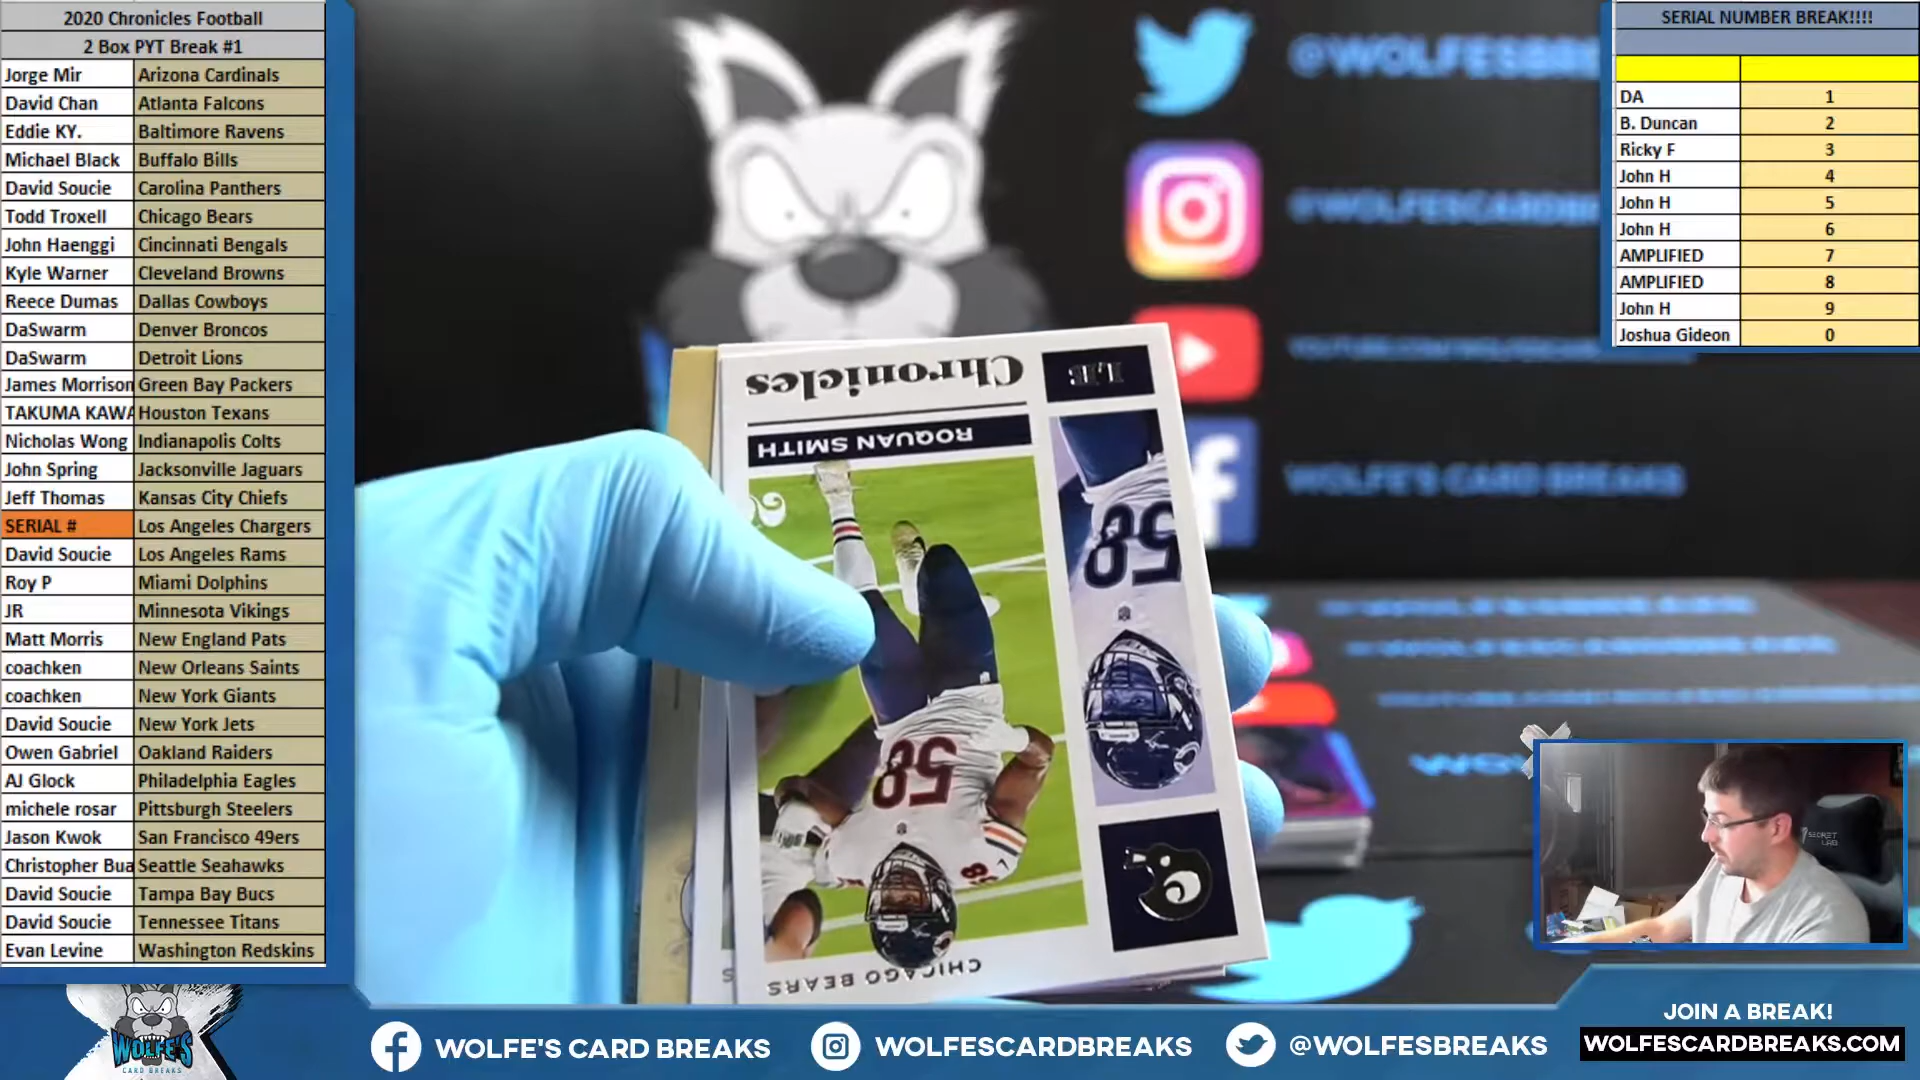 2020 Chronicles Football
2 Box PYT Break #1
Jorge Mir Arizona Cardinals
David Chan Atlanta Falcons
Eddie KY. Baltimore Ravens
Michael Black Buffalo Bills
David Soucie Carolina Panthers
Todd Troxell Chicago Bears
John Haenggi Cincinnati Bengals
Kyle Warner Cleveland Browns
Reece Dumas Dallas Cowboys
DaSwarm Denver Broncos
DaSwarm Detroit Lions
James Morrison Green Bay Packers
TAKUMA KAWA Houston Texans
Nicholas Wong Indianapolis Colts
John Spring Jacksonville Jaguars
Jeff Thomas Kansas City Chiefs
SERIAL # Los Angeles Chargers
David Soucie Los Angeles Rams
Roy P Miami Dolphins
JR Minnesota Vikings
Matt Morris New England Pats
coachken New Orleans Saints
coachken New York Giants
David Soucie New York Jets
Owen Gabriel Oakland Raiders
AJ Glock Philadelphia Eagles
michele rosar Pittsburgh Steelers
Jason Kwok San Francisco 49ers
Christopher Bua Seattle Seahawks
David Soucie Tampa Bay Bucs
David Soucie Tennessee Titans
Evan Levine Washington Redskins
SERIAL NUMBER BREAK!!!!
DA 1
B. Duncan 2
Ricky F 3
John H 4
John H 5
John H 6
AMPLIFIED 7
AMPLIFIED 8
John H 9
Joshua Gideon 0
@WOLFESBRE
@WOLFESCARDB
WOLFE'S CARD BREAKS
LB
Chronicles
ROQUAN SMITH
58
58
CHICAGO BEARS
SECRET
LAB
WOLFE'S
CARD BREAKS
WOLFE'S CARD BREAKS
WOLFESCARDBREAKS
@WOLFESBREAKS
JOIN A BREAK!
WOLFESCARDBREAKS.COM